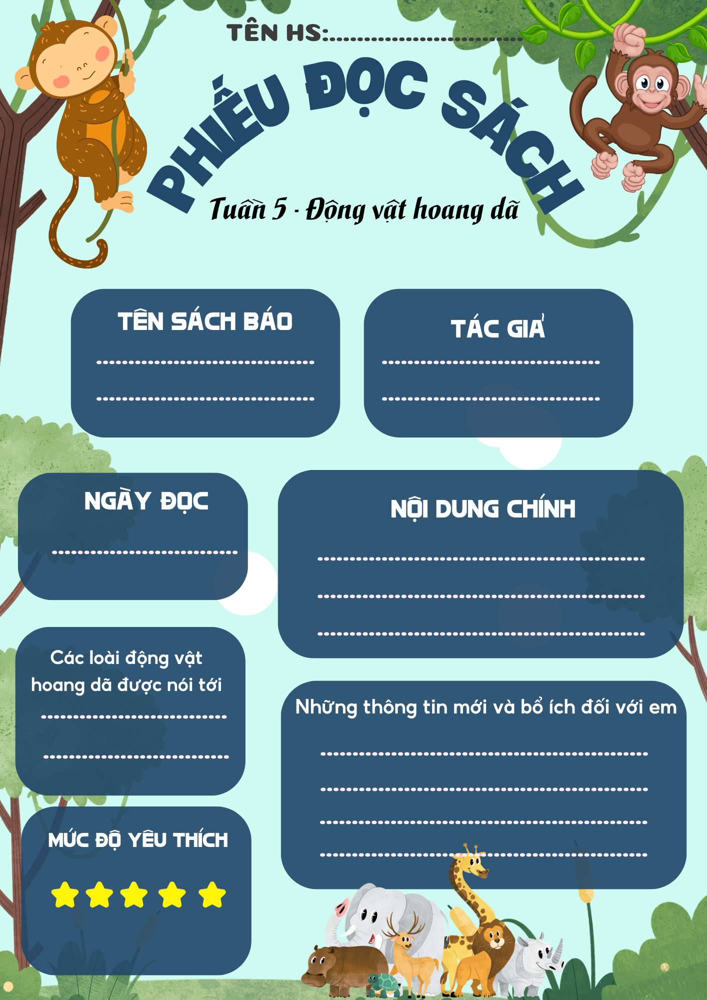 TÊN HS:............................
PHIẾU ĐỌC SÁCH
Tuần 5 - Động vật hoang dã
TÊN SÁCH BÁO
..................................
..................................
TÁC GIẢ
..................................
..................................
NGÀY ĐỌC
.............................
NỘI DUNG CHÍNH
...................................................
...................................................
...................................................
Các loài động vật
hoang dã được nói tới
.............................
.............................
Những thông tin mới và bổ ích đối với em
...................................................
...................................................
...................................................
...................................................
MỨC ĐỘ YÊU THÍCH